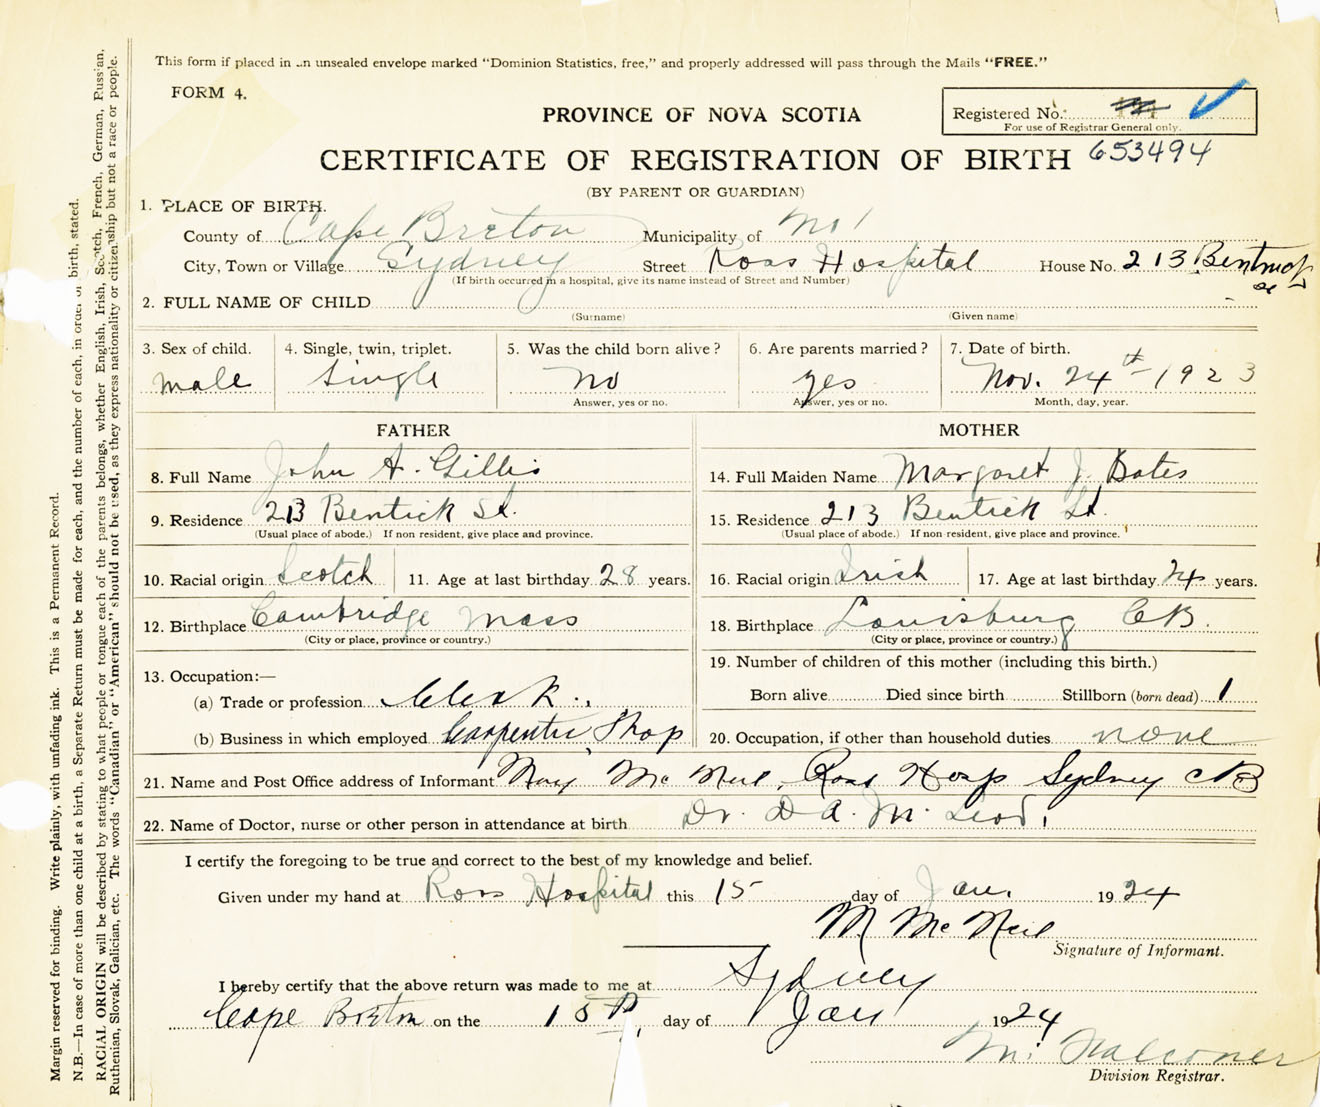 This form if placed in an unsealed envelope marked "Dominion Statistics, free," and properly addressed will pass through the Mails "FREE."
FORM 4.
PROVINCE OF NOVA SCOTIA
Registered No.
For use of Registrar General only.
CERTIFICATE OF REGISTRATION OF BIRTH 653494
(BY PARENT OR GUARDIAN)
1. PLACE OF BIRTH.
County of Cape Breton Municipality of No 1
City, Town or Village Sydney Street Ross Hospital House No. 213
(If birth occurred in a hospital, give its name instead of Street and Number)
2. FULL NAME OF CHILD
(Surname) (Given name)
3. Sex of child. 4. Single, twin, triplet. 5. Was the child born alive? 6. Are parents married? 7. Date of birth.
male Single no yes Nov. 24th 1923
Answer, yes or no. Answer, yes or no. Month, day, year.
FATHER MOTHER
8. Full Name John A. Gillis 14. Full Maiden Name Margaret J. Bates
9. Residence 213 Bentick St. 15. Residence 213 Bentick St.
(Usual place of abode.) If non resident, give place and province. (Usual place of abode.) If non resident, give place and province.
10. Racial origin Scotch 11. Age at last birthday 28 years. 16. Racial origin Irish 17. Age at last birthday 24 years.
12. Birthplace Cambridge Mass 18. Birthplace Louisburg C.B.
(City or place, province or country.) (City or place, province or country.)
13. Occupation:— 19. Number of children of this mother (including this birth.)
(a) Trade or profession Clerk. Born alive Died since birth Stillborn (born dead) 1
(b) Business in which employed Carpenter Shop 20. Occupation, if other than household duties none
21. Name and Post Office address of Informant Mary McNeil, Ross Hosp Sydney CB
22. Name of Doctor, nurse or other person in attendance at birth Dr. D A. McLeod.
I certify the foregoing to be true and correct to the best of my knowledge and belief.
Given under my hand at Ross Hospital this 15 day of Jan. 1924
M McNeil
Signature of Informant.
I hereby certify that the above return was made to me at Sydney
Cape Breton on the 15th day of Jan 1924
M. Falconer
Division Registrar.
Margin reserved for binding. Write plainly, with unfading ink. This is a Permanent Record.
N.B.—In case of more than one child at a birth, a Separate Return must be made for each, and the number of each, in order of birth, stated.
RACIAL ORIGIN will be described by stating to what people or tongue each of the parents belongs, whether English, Irish, Scotch, French, German, Russian,
Ruthenian, Slovak, Galician, etc. The words "Canadian" or "American" should not be used, as they express nationality or citizenship but not a race or people.